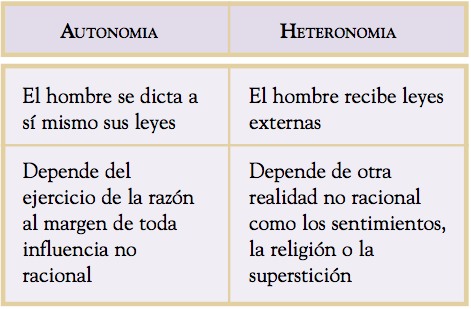 AUTONOMIA
HETERONOMIA
El hombre se dicta a
sí mismo sus leyes
El hombre recibe leyes
externas
Depende del
ejercicio de la razón
al margen de toda
influencia no
racional
Depende de otra
realidad no racional
como los sentimientos,
la religión o la
superstición